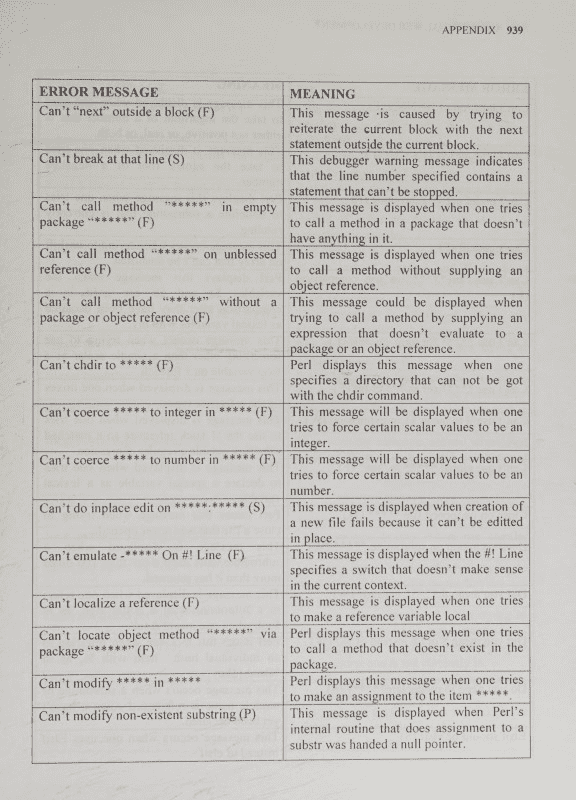 APPENDIX 939
ERROR MESSAGE
MEANING
Can't “next” outside a block (F)
This message is caused by trying to
reiterate the current block with the next
statement outside the current block.
Can't break at that line (S)
This debugger warning message indicates
that the line number specified contains a
statement that can't be stopped.
Can't call method "*****" in empty
package “*****” (F)
This message is displayed when one tries
to call a method in a package that doesn't
have anything in it.
Can't call method “*****” on unblessed
reference (F)
This message is displayed when one tries
to call a method without supplying an
object reference.
Can't call method “*****” without a
package or object reference (F)
This message could be displayed when
trying to call a method by supplying an
expression that doesn't evaluate to a
package or an object reference.
Can't chdir to ***** (F)
Perl displays this message when one
specifies a directory that can not be got
with the chdir command.
Can't coerce ***** to integer in ***** (F)
This message will be displayed when one
tries to force certain scalar values to be an
integer.
Can't coerce ***** to number in ***** (F)
This message will be displayed when one
tries to force certain scalar values to be an
number.
Can't do inplace edit on *****-***** (S)
This message is displayed when creation of
a new file fails because it can't be editted
in place.
Can't emulate -***** On #! Line (F)
This message is displayed when the #! Line
specifies a switch that doesn't make sense
in the current context.
Can't localize a reference (F)
This message is displayed when one tries
to make a reference variable local
Can't locate object method “*****” via
package “*****” (F)
Perl displays this message when one tries
to call a method that doesn't exist in the
package.
Can't modify ***** in *****
Perl displays this message when one tries
to make an assignment to the item *****.
Can't modify non-existent substring (P)
This message is displayed when Perl's
internal routine that does assignment to a
substr was handed a null pointer.